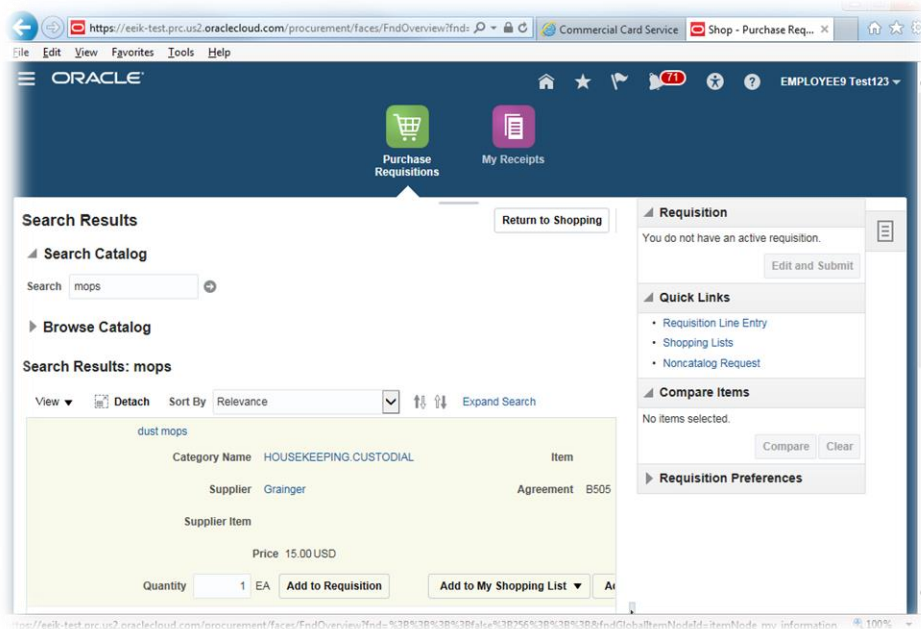 https://eeik-test.prc.us2.oraclecloud.com/procurement/faces/FndOverview?fnd:
Commercial Card Service
Shop - Purchase Req...
File Edit View Favorites Tools Help
ORACLE
71
EMPLOYEE9 Test123
Purchase
Requisitions
My Receipts
Search Results
Return to Shopping
Search Catalog
Search mops
Browse Catalog
Search Results: mops
View Detach Sort By Relevance Expand Search
dust mops
Category Name HOUSEKEEPING.CUSTODIAL Item
Supplier Grainger Agreement B505
Supplier Item
Price 15.00 USD
Quantity 1 EA Add to Requisition Add to My Shopping List
Requisition
You do not have an active requisition.
Edit and Submit
Quick Links
• Requisition Line Entry
• Shopping Lists
• Noncatalog Request
Compare Items
No items selected.
Compare Clear
Requisition Preferences
100%